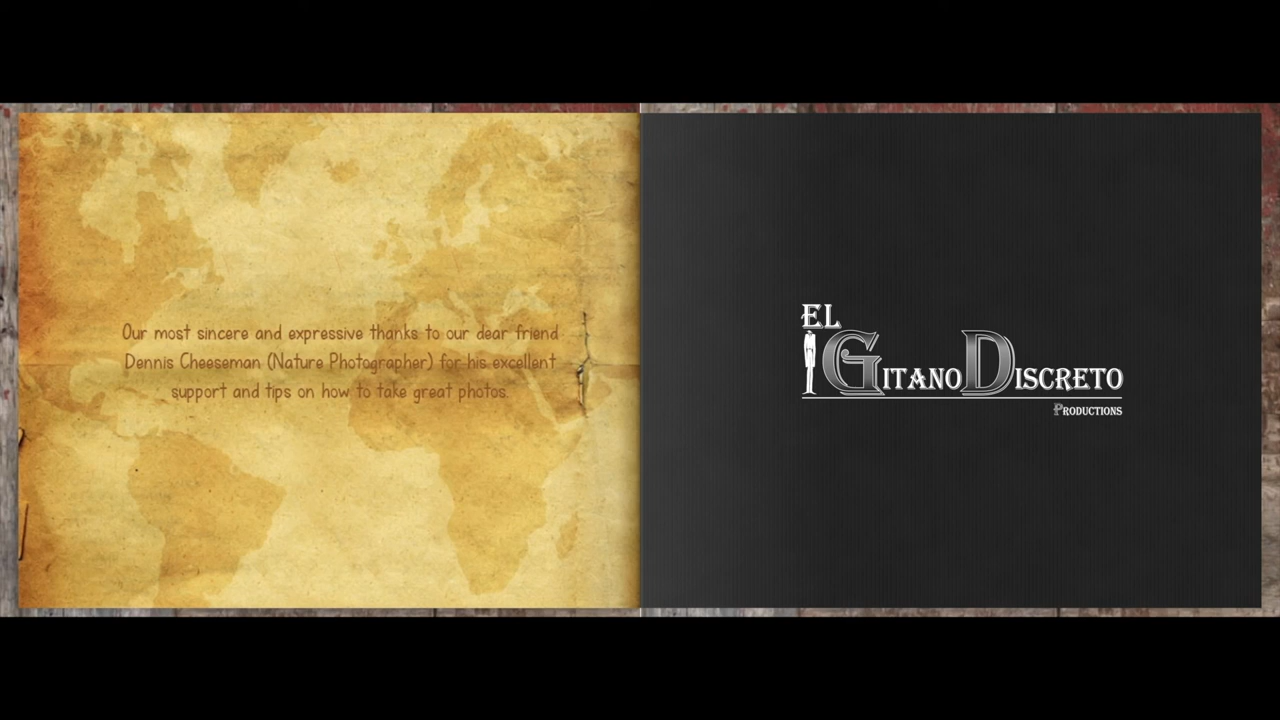 Our most sincere and expressive thanks to our dear friend
Dennis Cheeseman (Nature Photographer) for his excellent
support and tips on how to take great photos.
EL
GITANO DISCRETO
PRODUCTIONS